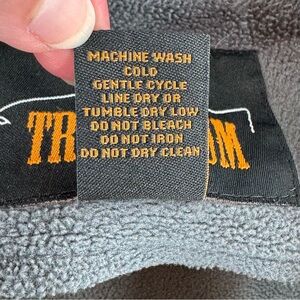 MACHINE WASH
COLD
GENTLE CYCLE
LINE DRY OR
TUMBLE DRY LOW
DO NOT BLEACH
DO NOT IRON
DO NOT DRY CLEAN